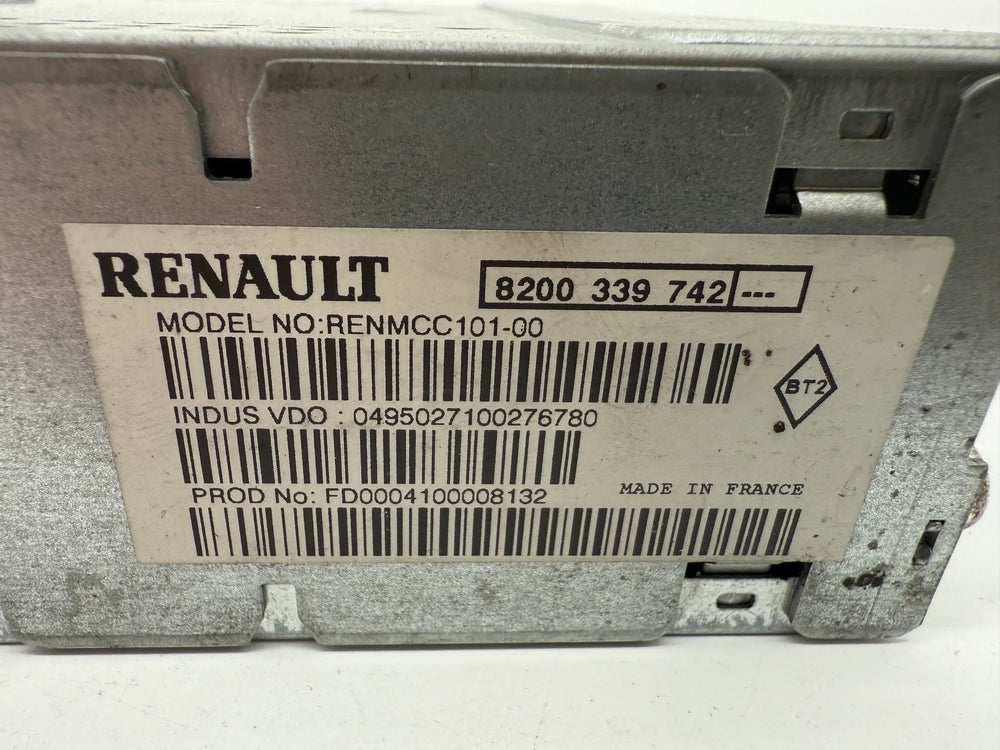 RENAULT
8200 339 742 ---
MODEL NO:RENMCC101-00
BT2
INDUS VDO : 0495027100276780
PROD No: FD0004100008132
MADE IN FRANCE